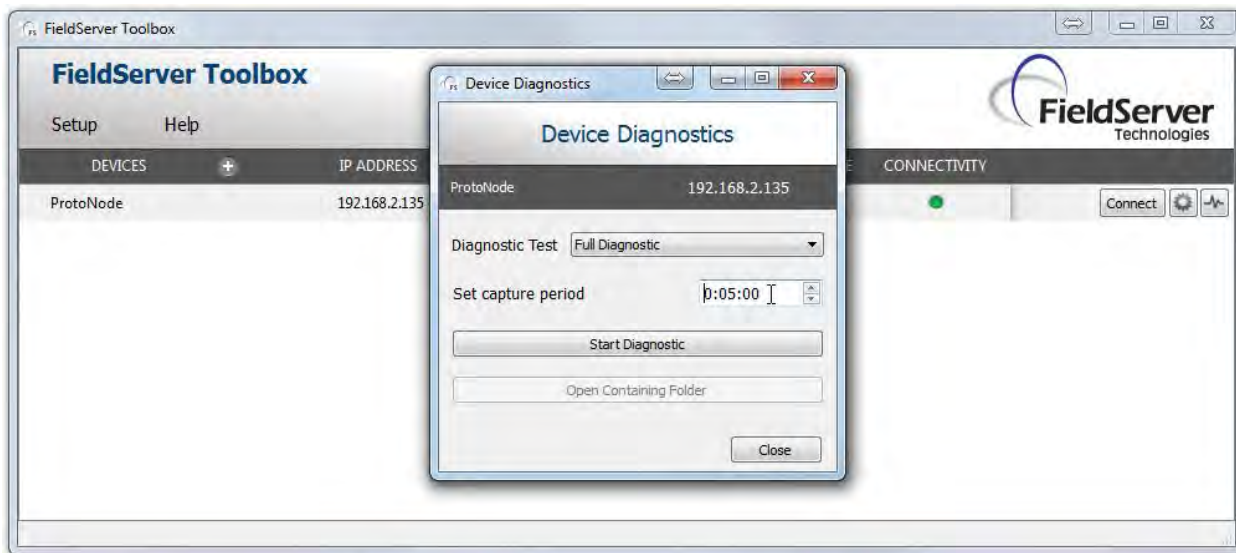 FieldServer Toolbox
FieldServer Toolbox
Setup Help
FieldServer
Technologies
DEVICES + IP ADDRESS E CONNECTIVITY
ProtoNode 192.168.2.135 Connect
Device Diagnostics
Device Diagnostics
ProtoNode 192.168.2.135
Diagnostic Test Full Diagnostic
Set capture period 0:05:00
Start Diagnostic
Open Containing Folder
Close